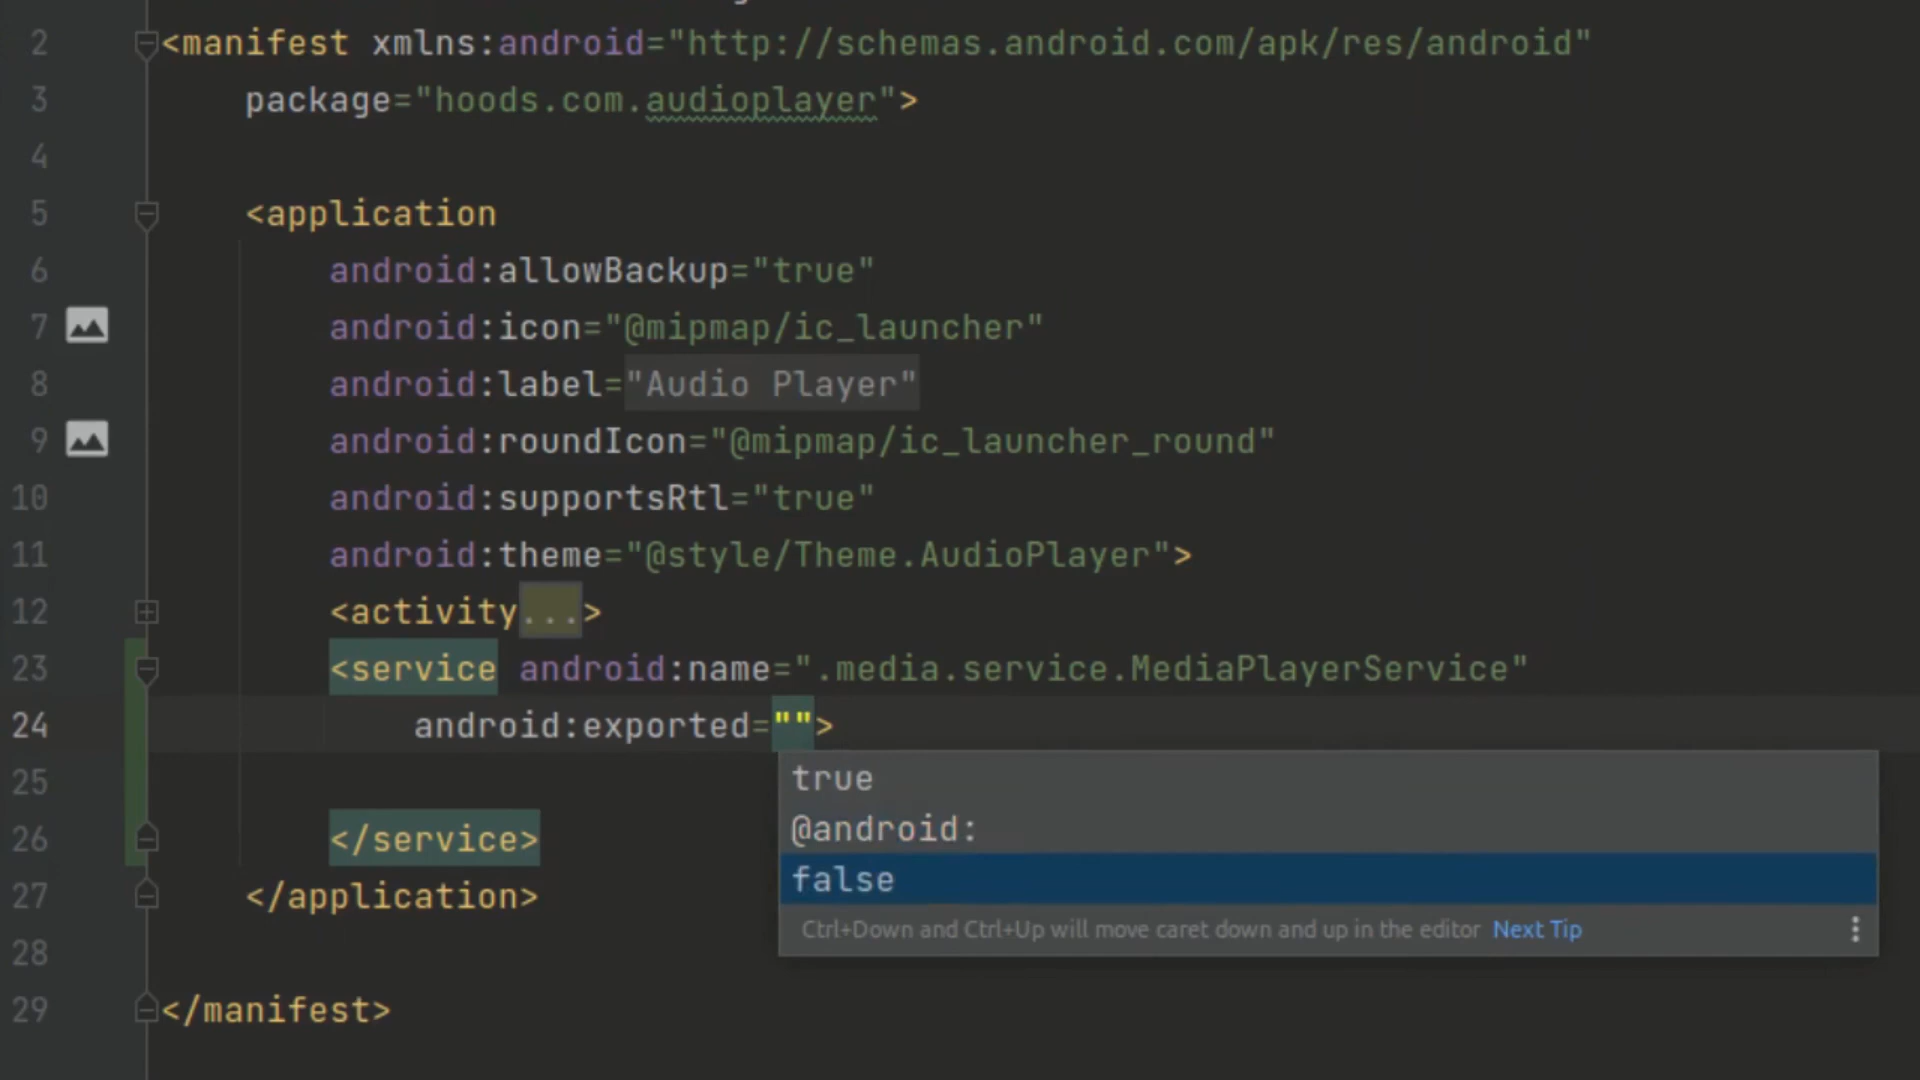 2 <manifest xmlns:android="http://schemas.android.com/apk/res/android"
3 package="hoods.com.audioplayer">
4
5 <application
6 android:allowBackup="true"
7 android:icon="@mipmap/ic_launcher"
8 android:label="Audio Player"
9 android:roundIcon="@mipmap/ic_launcher_round"
10 android:supportsRtl="true"
11 android:theme="@style/Theme.AudioPlayer">
12 <activity...>
23 <service android:name=".media.service.MediaPlayerService"
24 android:exported="">
25
true
@android:
false
Ctrl+Down and Ctrl+Up will move caret down and up in the editor Next Tip
26 </service>
27 </application>
28
29 </manifest>